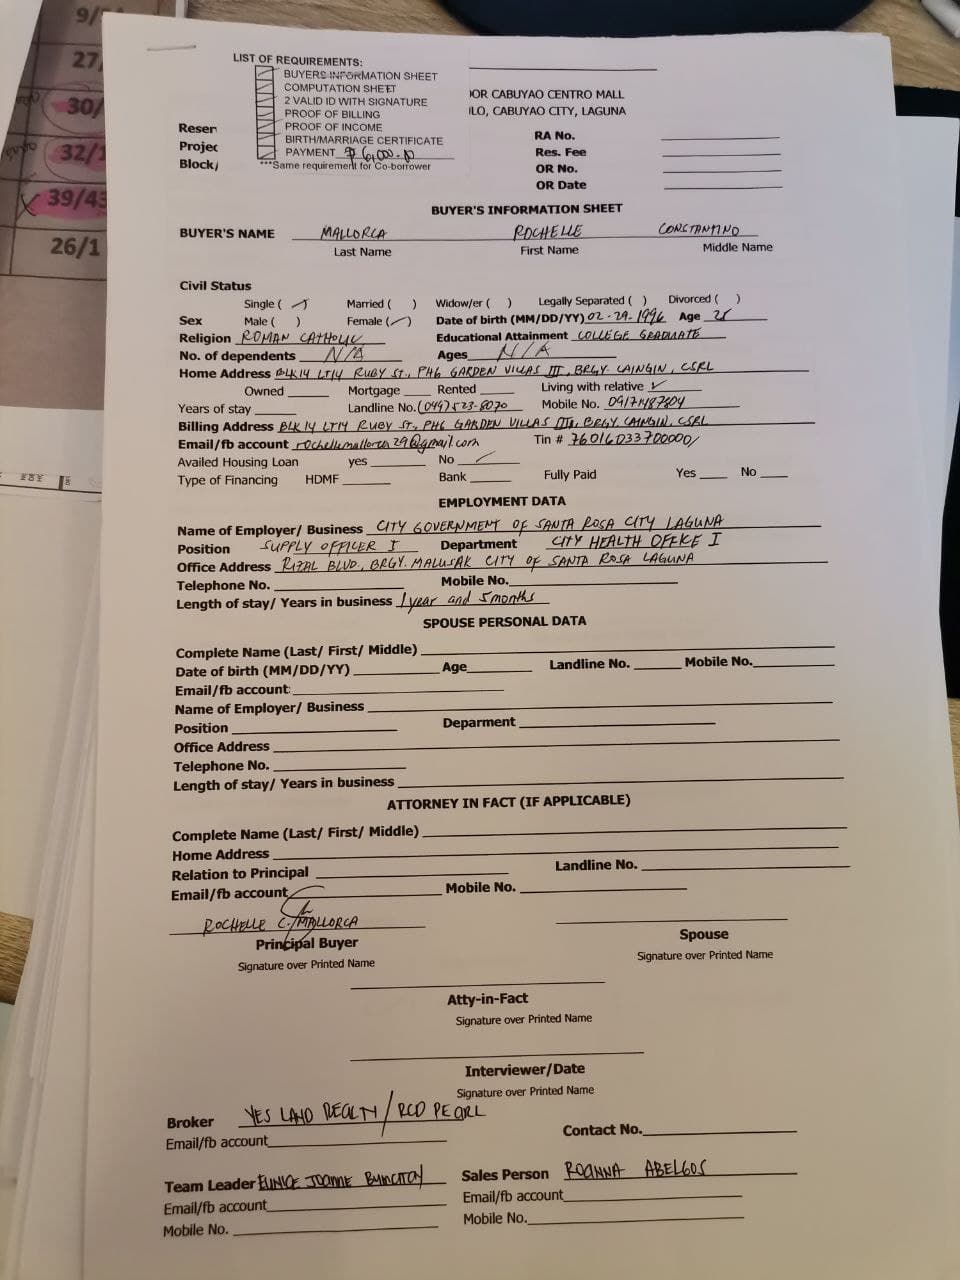 9/
27,
30/
32/1
39/43
26/1
LIST OF REQUIREMENTS:
BUYERS INFORMATION SHEET
COMPUTATION SHEET
2 VALID ID WITH SIGNATURE
PROOF OF BILLING
PROOF OF INCOME
BIRTH/MARRIAGE CERTIFICATE
PAYMENT ₱ 6,000.00
***Same requirement for Co-borrower
OOR CABUYAO CENTRO MALL
ILO, CABUYAO CITY, LAGUNA
Reser RA No.
Projec Res. Fee
Block/ OR No.
OR Date
BUYER'S INFORMATION SHEET
BUYER'S NAME MALLORCA ROCHELLE CONSTANTINO
Last Name First Name Middle Name
Civil Status
Single ( ✓ ) Married ( ) Widow/er ( ) Legally Separated ( ) Divorced ( )
Sex Male ( ) Female ( ✓ ) Date of birth (MM/DD/YY) 02-29-1996 Age 25
Religion ROMAN CATHOLIC Educational Attainment COLLEGE GRADUATE
No. of dependents N/A Ages N/A
Home Address BLK14 LT14 RUBY ST., PH6 GARDEN VILLAS III, BRGY. CAINGIN, CSRL
Owned Mortgage Rented Living with relative ✓
Years of stay Landline No. (049) 523-8070 Mobile No. 09171487804
Billing Address BLK 14 LT14 RUBY ST., PH6 GARDEN VILLAS III, BRGY. CAINGIN, CSRL
Email/fb account rochellemallorca29@gmail.com Tin # 76016033700000/
Availed Housing Loan yes No ✓
Type of Financing HDMF Bank Fully Paid Yes No
EMPLOYMENT DATA
Name of Employer/ Business CITY GOVERNMENT OF SANTA ROSA CITY LAGUNA
Position SUPPLY OFFICER I Department CITY HEALTH OFFICE I
Office Address RIZAL BLVD., BRGY. MALUSAK CITY OF SANTA ROSA LAGUNA
Telephone No. Mobile No.
Length of stay/ Years in business 1 year and 5 months
SPOUSE PERSONAL DATA
Complete Name (Last/ First/ Middle)
Date of birth (MM/DD/YY) Age Landline No. Mobile No.
Email/fb account:
Name of Employer/ Business
Position Deparment
Office Address
Telephone No.
Length of stay/ Years in business
ATTORNEY IN FACT (IF APPLICABLE)
Complete Name (Last/ First/ Middle)
Home Address
Relation to Principal Landline No.
Email/fb account Mobile No.
ROCHELLE C. MALLORCA
Principal Buyer Spouse
Signature over Printed Name Signature over Printed Name
Atty-in-Fact
Signature over Printed Name
Interviewer/Date
Signature over Printed Name
Broker YES LAND REALTY / RCD PEARL
Email/fb account Contact No.
Team Leader EUNICE JOANNE Sales Person ROANNA ABELGOS
Email/fb account Email/fb account
Mobile No. Mobile No.